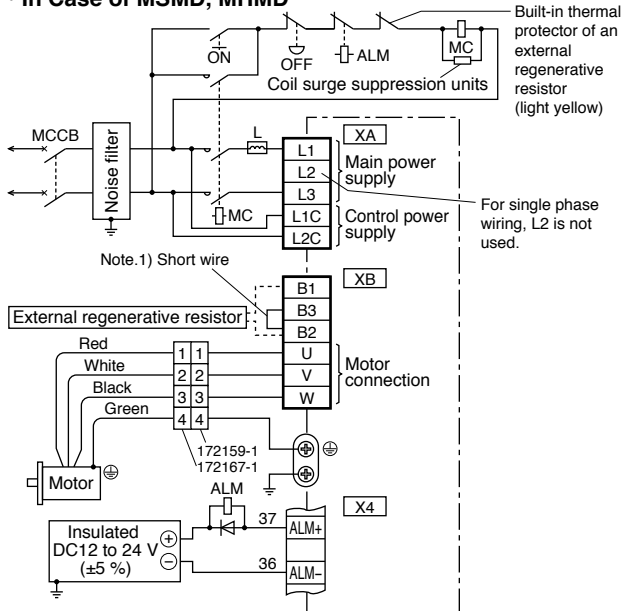 • In Case of MSMD, MHMD
Built-in thermal
protector of an
external
regenerative
resistor
(light yellow)
ON
OFF
ALM
MC
Coil surge suppression units
MCCB
Noise filter
L
MC
XA
L1
L2
L3
L1C
L2C
Main power
supply
Control power
supply
For single phase
wiring, L2 is not
used.
Note.1) Short wire
XB
B1
B3
B2
U
V
W
External regenerative resistor
Motor
connection
Red
White
Black
Green
1 1
2 2
3 3
4 4
172159-1
172167-1
Motor
ALM
X4
Insulated
DC12 to 24 V
(±5 %)
+
−
37
ALM+
36
ALM−